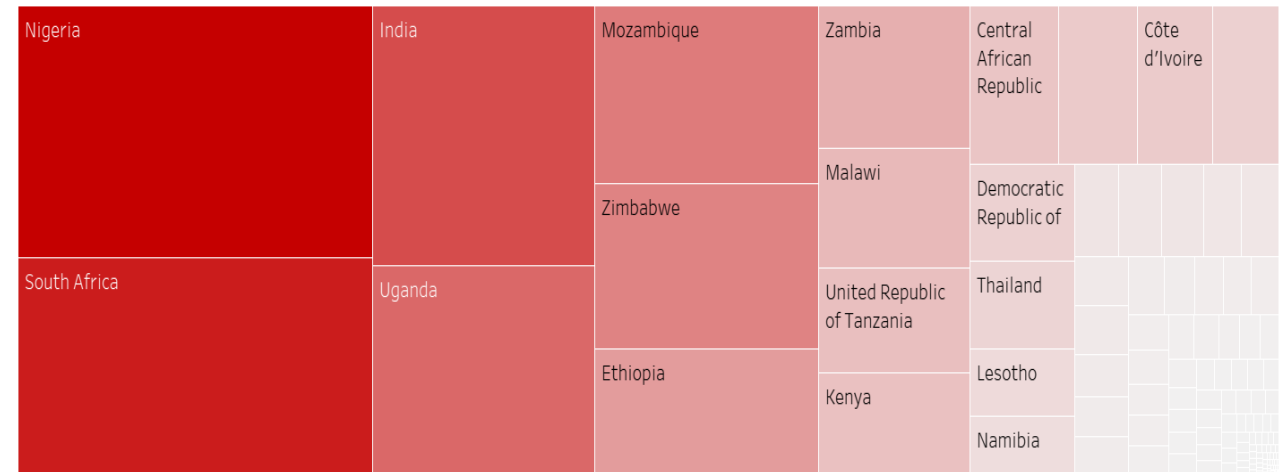 Nigeria
India
Mozambique
Zambia
Central
African
Republic
Côte
d'Ivoire
Malawi
Democratic
Republic of
Zimbabwe
South Africa
Uganda
United Republic
of Tanzania
Thailand
Ethiopia
Lesotho
Kenya
Namibia